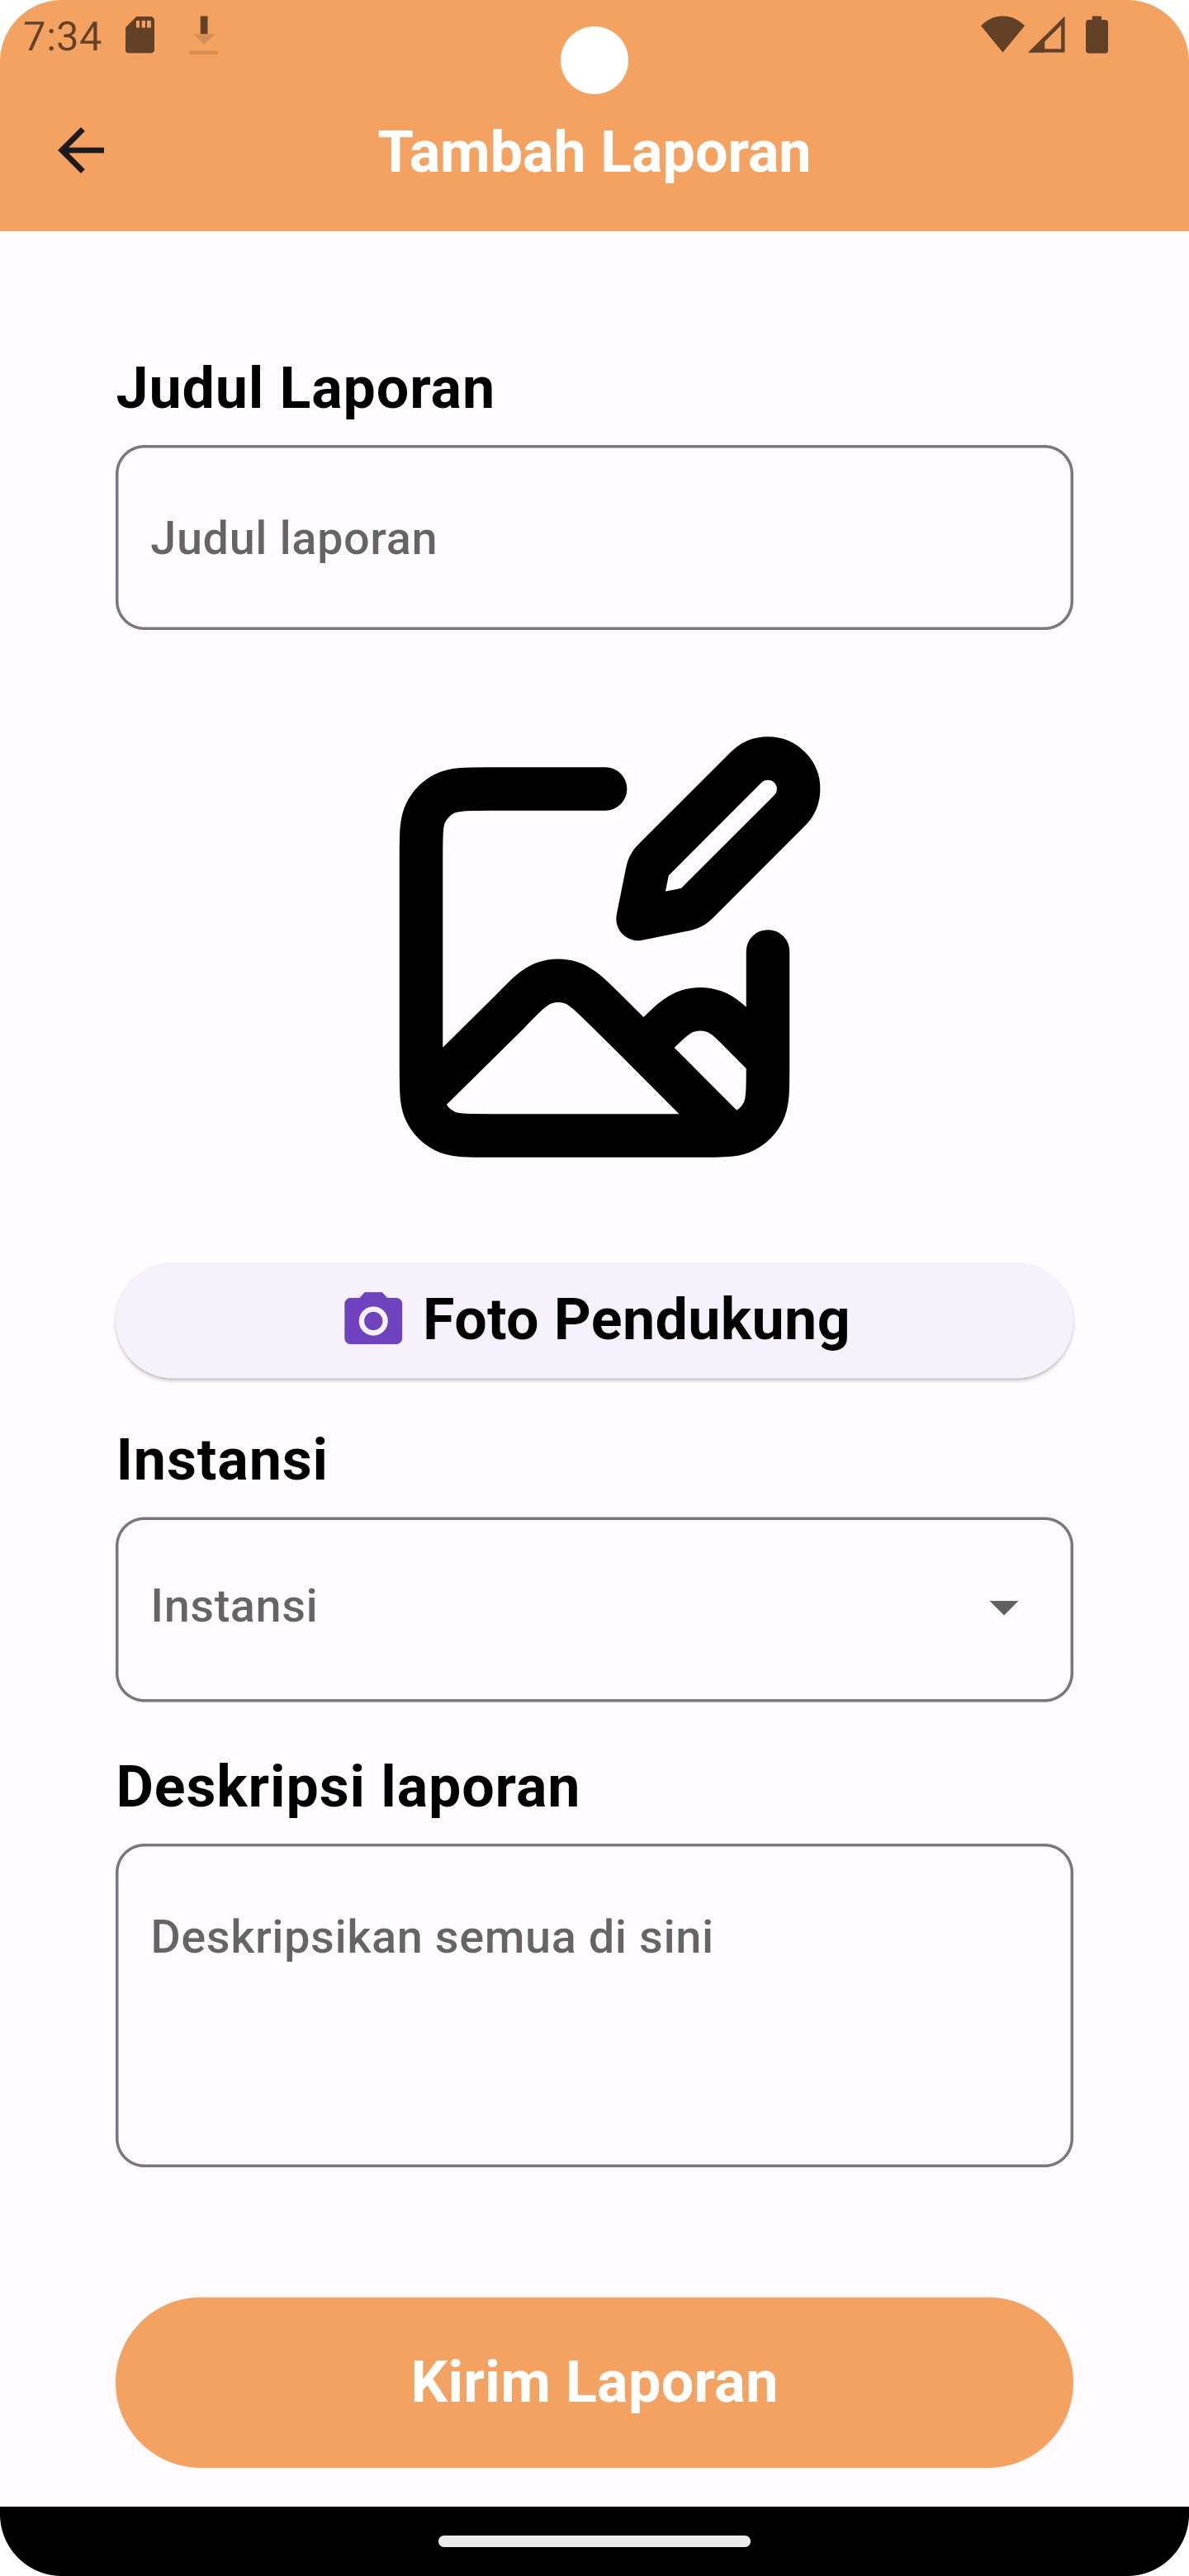 7:34
Tambah Laporan
Judul Laporan
Judul laporan
Foto Pendukung
Instansi
Instansi
Deskripsi laporan
Deskripsikan semua di sini
Kirim Laporan